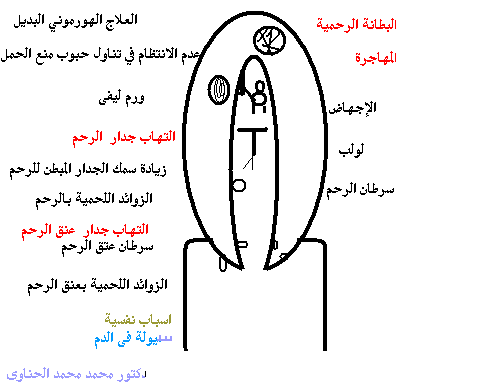 البطانة الرحمية
المهاجرة
الإجهاض
لولب
سرطان الرحم
العلاج الهورموني البديل
عدم الانتظام في تناول حبوب منع الحمل
ورم ليفى
التهاب جدار الرحم
زيادة سمك الجدار المبطن للرحم
الزوائد اللحمية بالرحم
التهاب جدار عنق الرحم
سرطان عتق الرحم
الزوائد اللحمية بعنق الرحم
اسباب نفسية
سيولة فى الدم
دكتور محمد محمد الحناوى